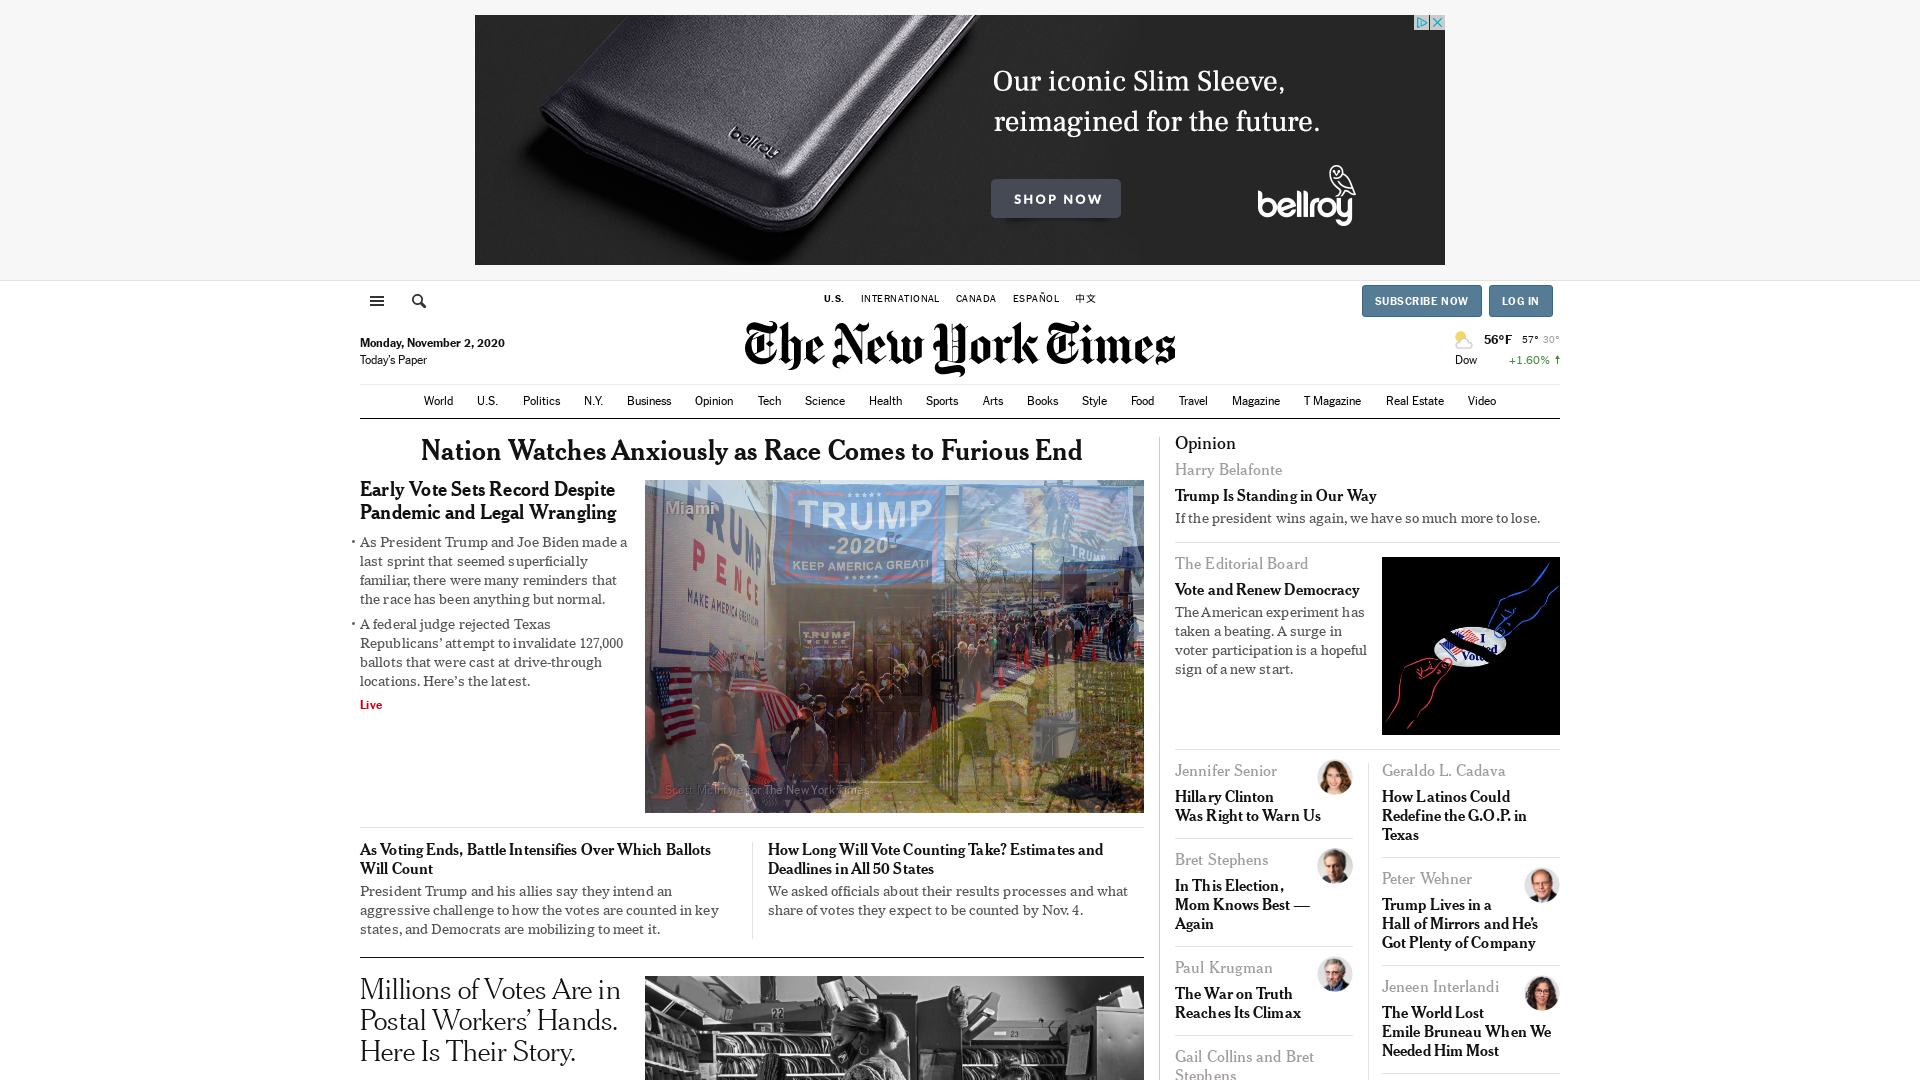 bellroy
Our iconic Slim Sleeve,
reimagined for the future.
SHOP NOW
bellroy
U.S. INTERNATIONAL CANADA ESPAÑOL 中文
SUBSCRIBE NOW LOG IN
Monday, November 2, 2020
Today's Paper
The New York Times
56°F 57° 30°
Dow +1.60% ↑
World U.S. Politics N.Y. Business Opinion Tech Science Health Sports Arts Books Style Food Travel Magazine T Magazine Real Estate Video
Nation Watches Anxiously as Race Comes to Furious End
Early Vote Sets Record Despite
Pandemic and Legal Wrangling
• As President Trump and Joe Biden made a
last sprint that seemed superficially
familiar, there were many reminders that
the race has been anything but normal.
• A federal judge rejected Texas
Republicans’ attempt to invalidate 127,000
ballots that were cast at drive-through
locations. Here’s the latest.
Live
Miami
TRUMP
PENCE
MAKE AMERICA GREAT
TRUMP
-2020-
KEEP AMERICA GREAT!
TRUMP
TRUMP
PENCE
Scott McIntyre for The New York Times
As Voting Ends, Battle Intensifies Over Which Ballots
Will Count
President Trump and his allies say they intend an
aggressive challenge to how the votes are counted in key
states, and Democrats are mobilizing to meet it.
How Long Will Vote Counting Take? Estimates and
Deadlines in All 50 States
We asked officials about their results processes and what
share of votes they expect to be counted by Nov. 4.
Millions of Votes Are in
Postal Workers’ Hands.
Here Is Their Story.
22
23
Opinion
Harry Belafonte
Trump Is Standing in Our Way
If the president wins again, we have so much more to lose.
The Editorial Board
Vote and Renew Democracy
The American experiment has
taken a beating. A surge in
voter participation is a hopeful
sign of a new start.
I
Voted
Jennifer Senior
Hillary Clinton
Was Right to Warn Us
Bret Stephens
In This Election,
Mom Knows Best —
Again
Paul Krugman
The War on Truth
Reaches Its Climax
Gail Collins and Bret
Stephens
Geraldo L. Cadava
How Latinos Could
Redefine the G.O.P. in
Texas
Peter Wehner
Trump Lives in a
Hall of Mirrors and He’s
Got Plenty of Company
Jeneen Interlandi
The World Lost
Emile Bruneau When We
Needed Him Most